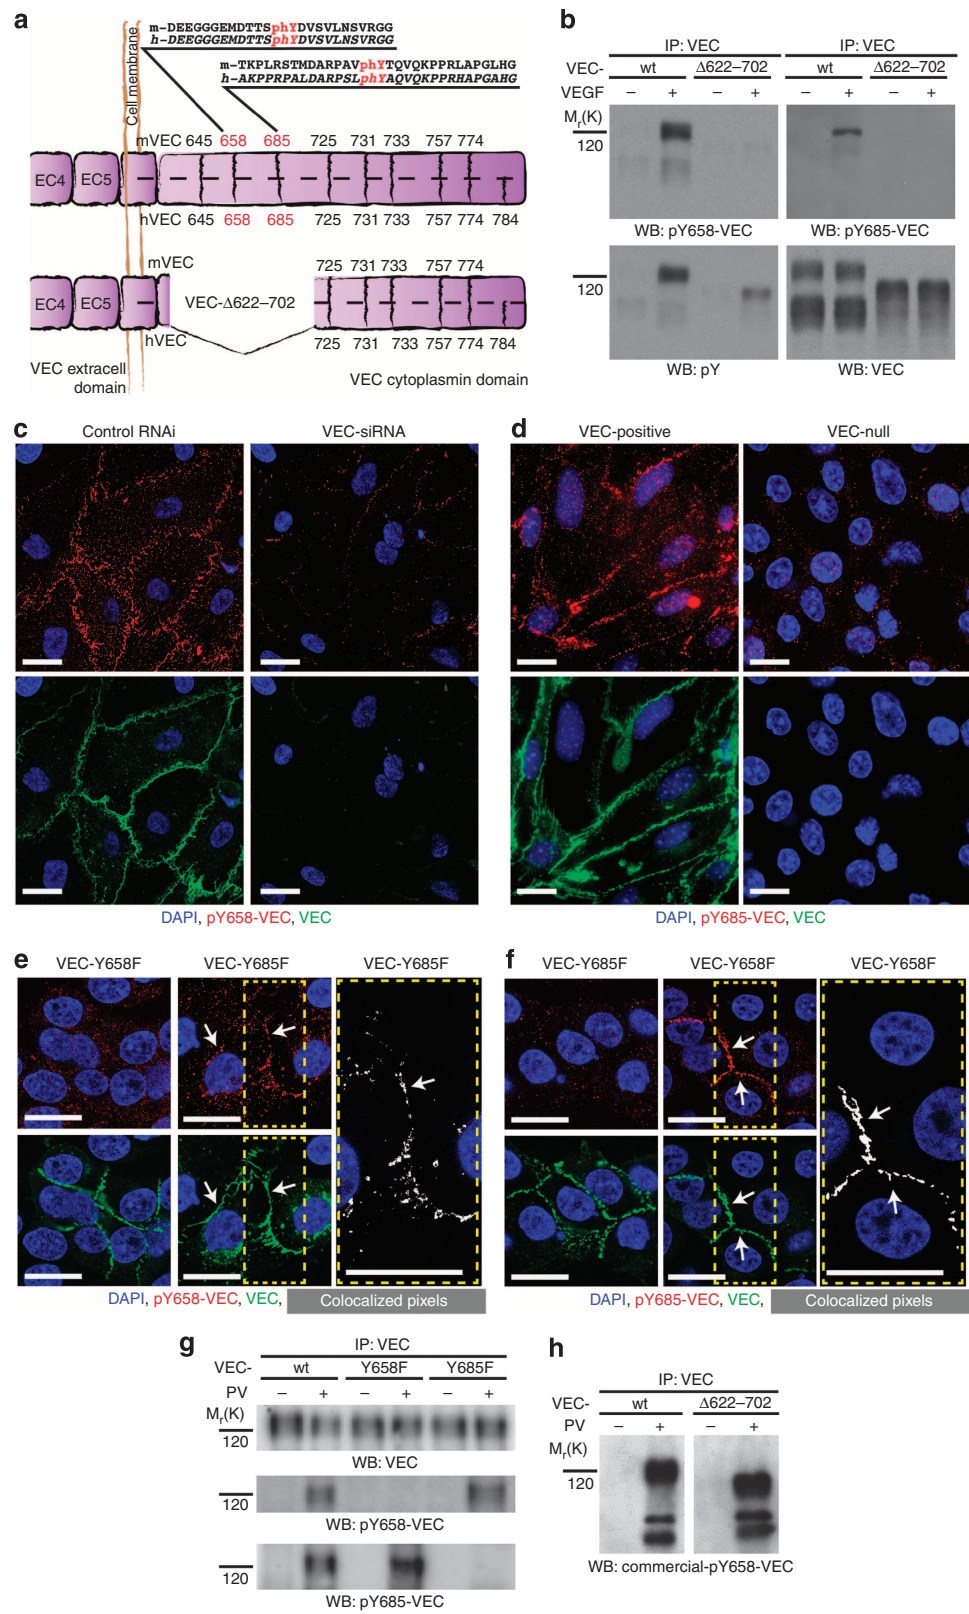 a
Cell membrane
m-DEEGGGEMDTTSphYDVSVLNSVRGG
h-DEEGGGEMDTTSphYDVSVLNSVRGG
m-TKPLRSTMDARPAVphYTQVQKPPRLAPGLHG
h-AKPPRPALDARPSLphYAQVQKPPRHAPGAHG
mVEC 645 658 685 725 731 733 757 774
EC4 EC5
hVEC 645 658 685 725 731 733 757 774 784
mVEC 725 731 733 757 774
EC4 EC5 VEC-Δ622–702
hVEC 725 731 733 757 774 784
VEC extracell domain
VEC cytoplasmin domain
b
IP: VEC IP: VEC
VEC- wt Δ622–702 wt Δ622–702
VEGF – + – + – + – +
Mr(K)
120
WB: pY658-VEC WB: pY685-VEC
120
WB: pY WB: VEC
c
Control RNAi VEC-siRNA
DAPI, pY658-VEC, VEC
d
VEC-positive VEC-null
DAPI, pY685-VEC, VEC
e
VEC-Y658F VEC-Y685F VEC-Y685F
DAPI, pY658-VEC, VEC, Colocalized pixels
f
VEC-Y685F VEC-Y658F VEC-Y658F
DAPI, pY685-VEC, VEC, Colocalized pixels
g
IP: VEC
VEC- wt Y658F Y685F
PV – + – + – +
Mr(K)
120
WB: VEC
120
WB: pY658-VEC
120
WB: pY685-VEC
h
IP: VEC
VEC- wt Δ622–702
PV – + – +
Mr(K)
120
WB: commercial-pY658-VEC